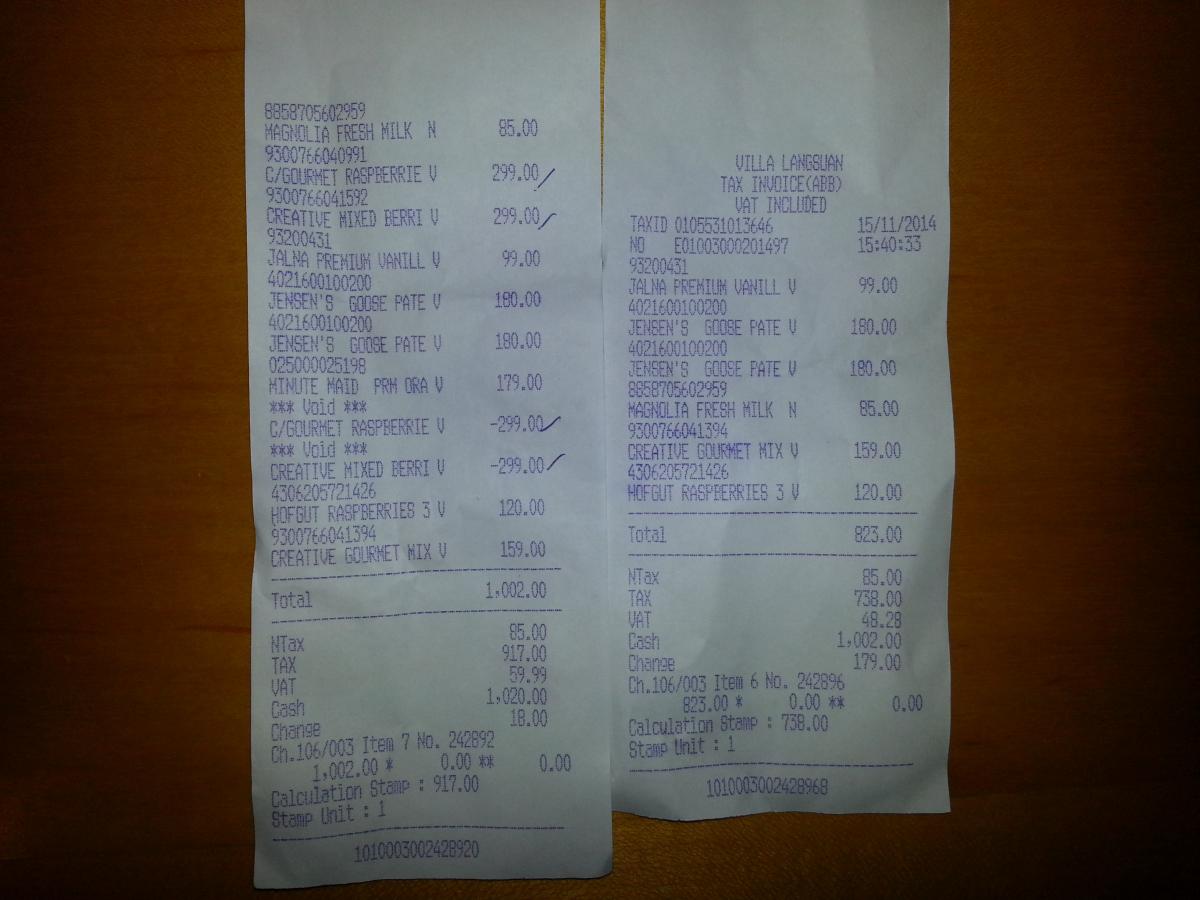 8858705602959
MAGNOLIA FRESH MILK N 85.00
9300766040991
C/GOURMET RASPBERRIE V 299.00
9300766041592
CREATIVE MIXED BERRI V 299.00
93200431
JALNA PREMIUM VANILL V 99.00
4021600100200
JENSEN'S GOOSE PATE V 180.00
4021600100200
JENSEN'S GOOSE PATE V 180.00
025000025198
MINUTE MAID PRM ORA V 179.00
*** Void ***
C/GOURMET RASPBERRIE V -299.00
*** Void ***
CREATIVE MIXED BERRI V -299.00
4306205721426
HOFGUT RASPBERRIES 3 V 120.00
9300766041394
CREATIVE GOURMET MIX V 159.00
Total 1,002.00
NTax 85.00
TAX 917.00
VAT 59.99
Cash 1,020.00
Change 18.00
Ch.106/003 Item 7 No. 242892
1,002.00 * 0.00 ** 0.00
Calculation Stamp : 917.00
Stamp Unit : 1
1010003002428920
VILLA LANGSUAN
TAX INVOICE(ABB)
VAT INCLUDED
TAXID 0105531013646 15/11/2014
NO E01003000201497 15:40:33
93200431
JALNA PREMIUM VANILL V 99.00
4021600100200
JENSEN'S GOOSE PATE V 180.00
4021600100200
JENSEN'S GOOSE PATE V 180.00
8858705602959
MAGNOLIA FRESH MILK N 85.00
9300766041394
CREATIVE GOURMET MIX V 159.00
4306205721426
HOFGUT RASPBERRIES 3 V 120.00
Total 823.00
NTax 85.00
TAX 738.00
VAT 48.28
Cash 1,002.00
Change 179.00
Ch.106/003 Item 6 No. 242896
823.00 * 0.00 ** 0.00
Calculation Stamp : 738.00
Stamp Unit : 1
1010003002428968